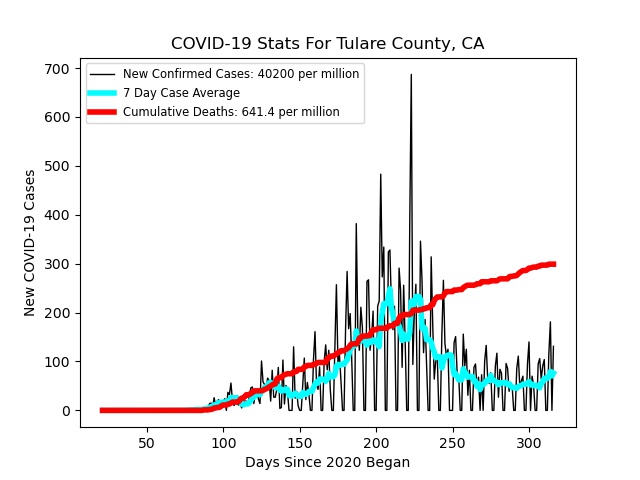 COVID-19 Stats For Tulare County, CA
New Confirmed Cases: 40200 per million
7 Day Case Average
Cumulative Deaths: 641.4 per million
New COVID-19 Cases
700
600
500
400
300
200
100
0
50 100 150 200 250 300
Days Since 2020 Began